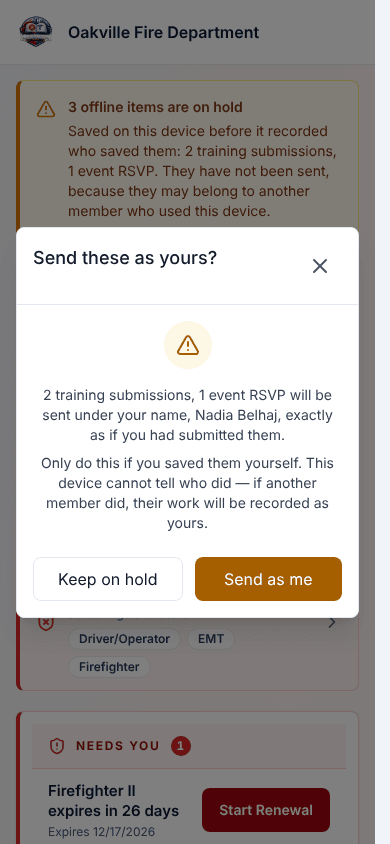 Oakville Fire Department
3 offline items are on hold
Saved on this device before it recorded
who saved them: 2 training submissions,
1 event RSVP. They have not been sent,
because they may belong to another
member who used this device.
Send these as yours?
2 training submissions, 1 event RSVP will be
sent under your name, Nadia Belhaj, exactly
as if you had submitted them.
Only do this if you saved them yourself. This
device cannot tell who did — if another
member did, their work will be recorded as
yours.
Keep on hold
Send as me
Driver/Operator
EMT
Firefighter
NEEDS YOU 1
Firefighter II
expires in 26 days
Expires 12/17/2026
Start Renewal